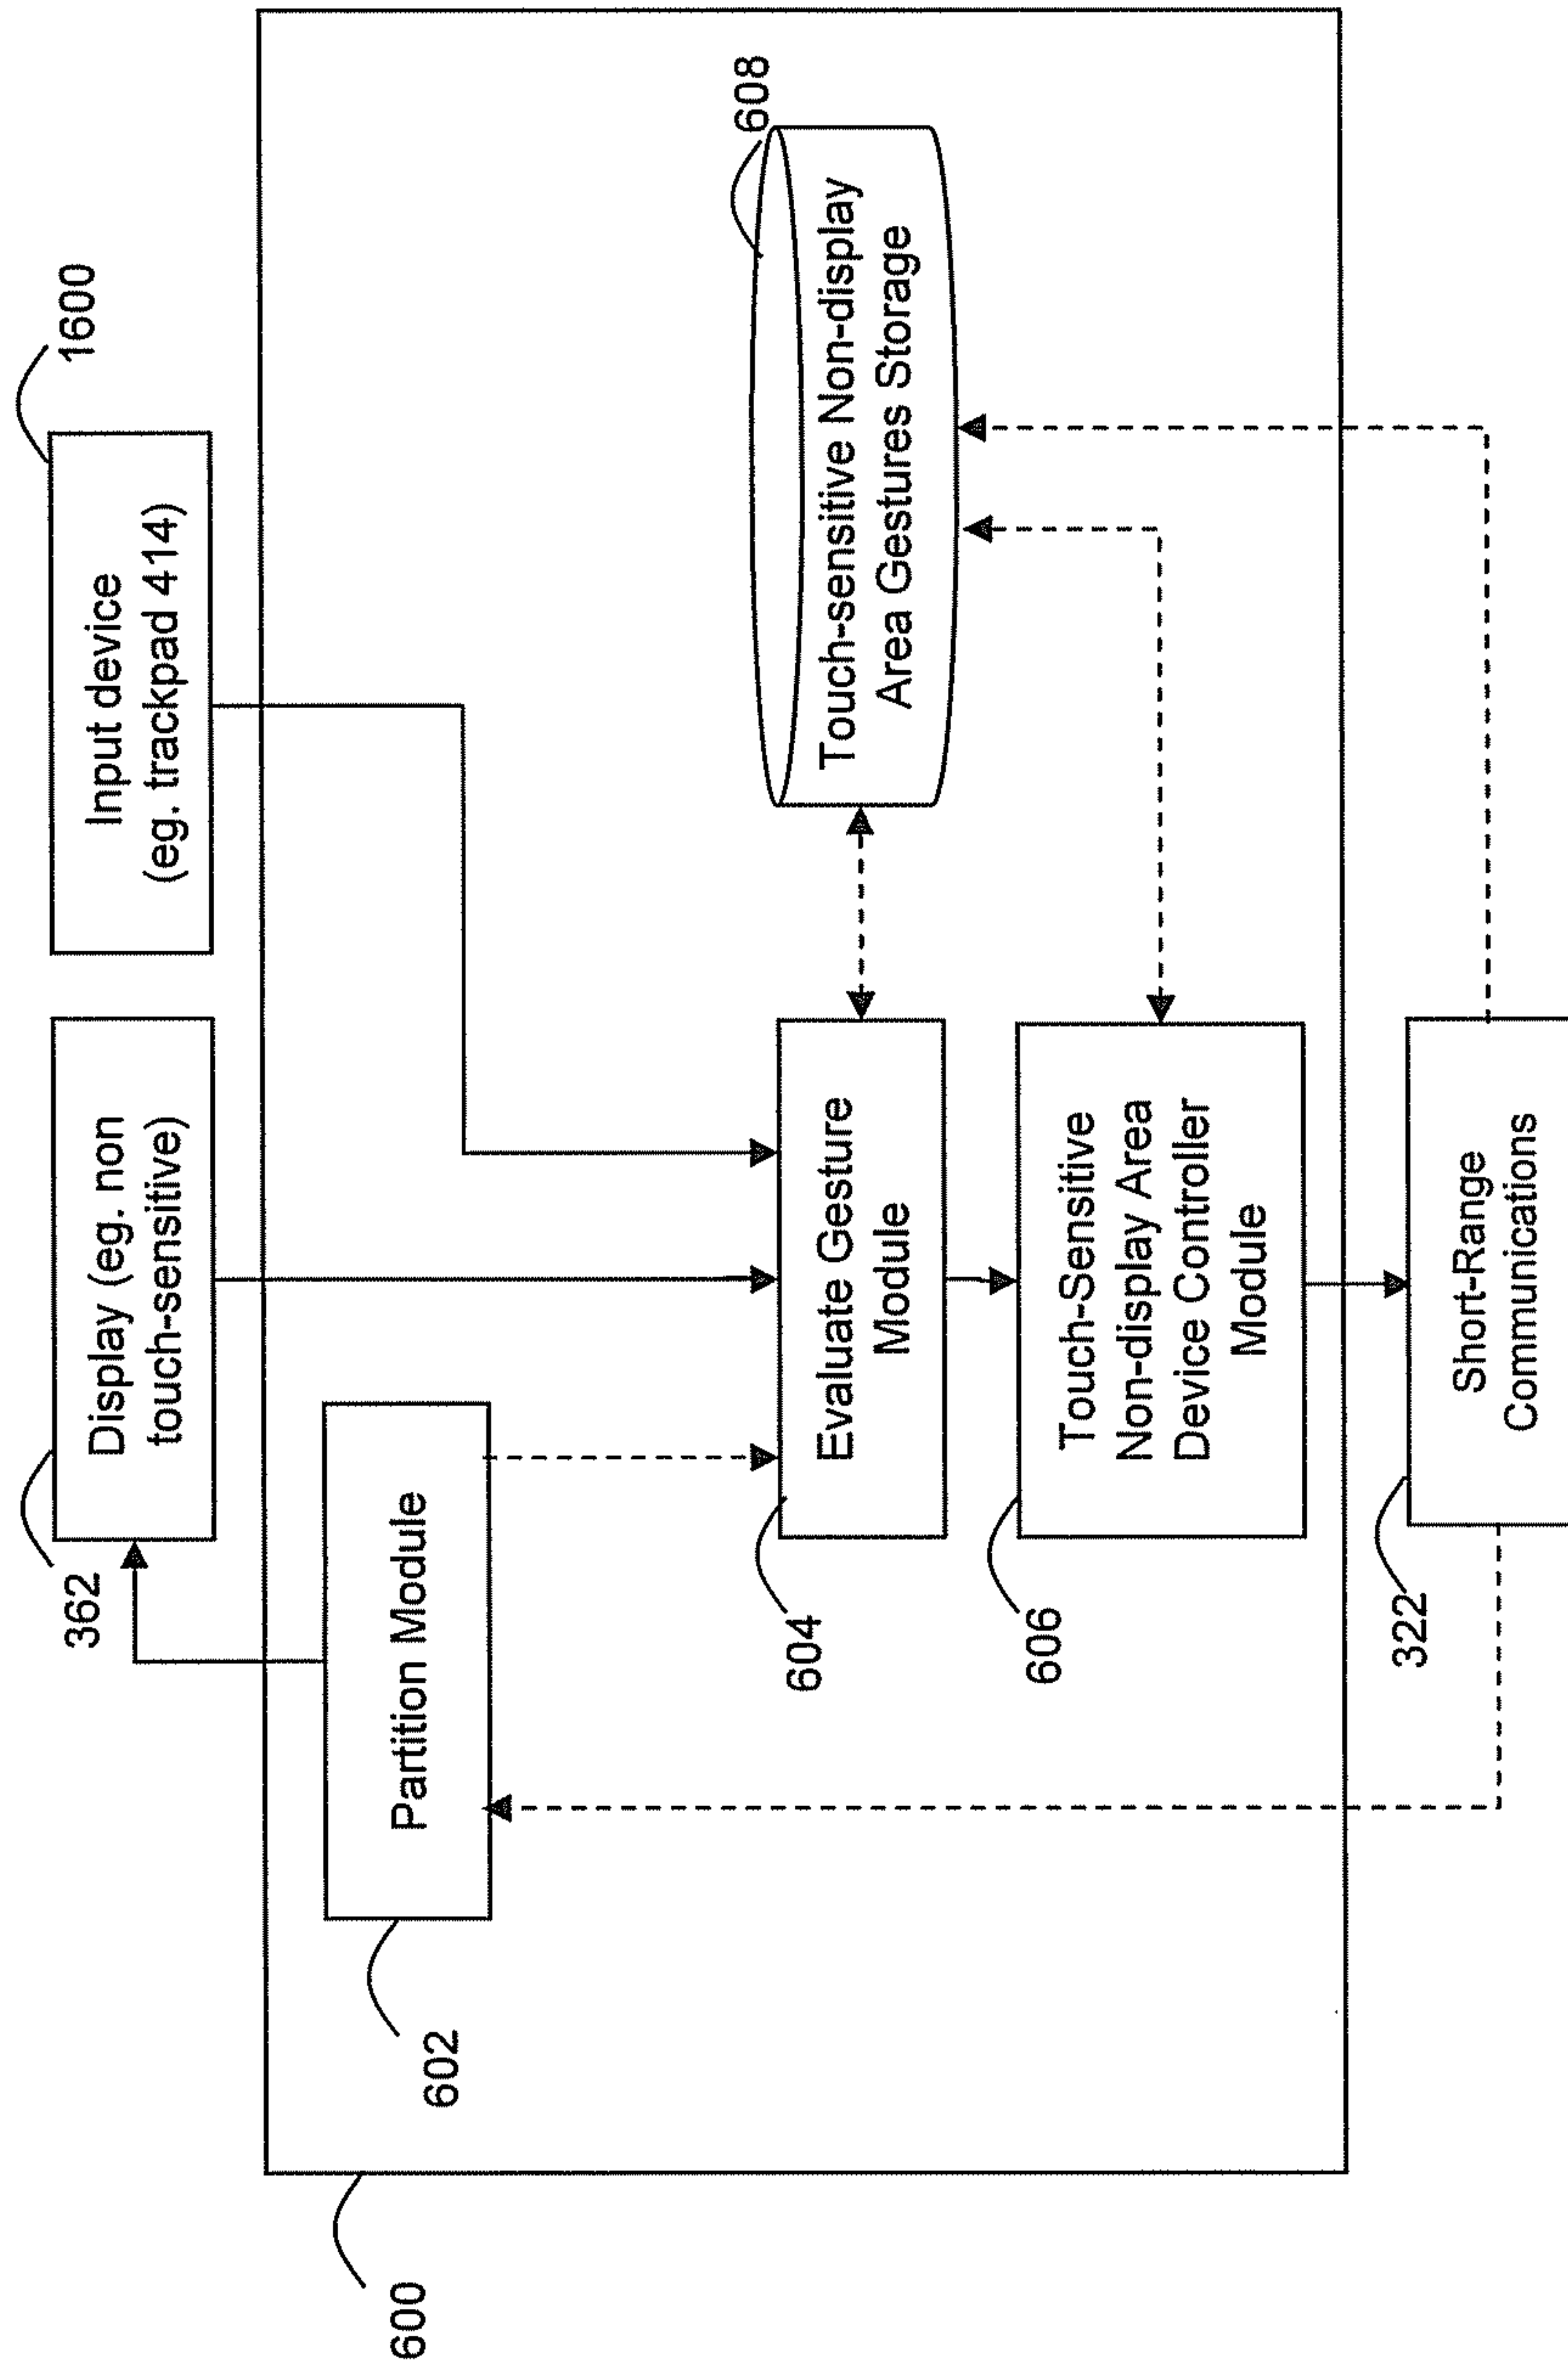 1600
Input device
(eg. trackpad 414)
362
Display (eg. non
touch-sensitive)
Partition Module
602
600
608
Touch-sensitive Non-display
Area Gestures Storage
604
Evaluate Gesture
Module
606
Touch-Sensitive
Non-display Area
Device Controller
Module
322
Short-Range
Communications